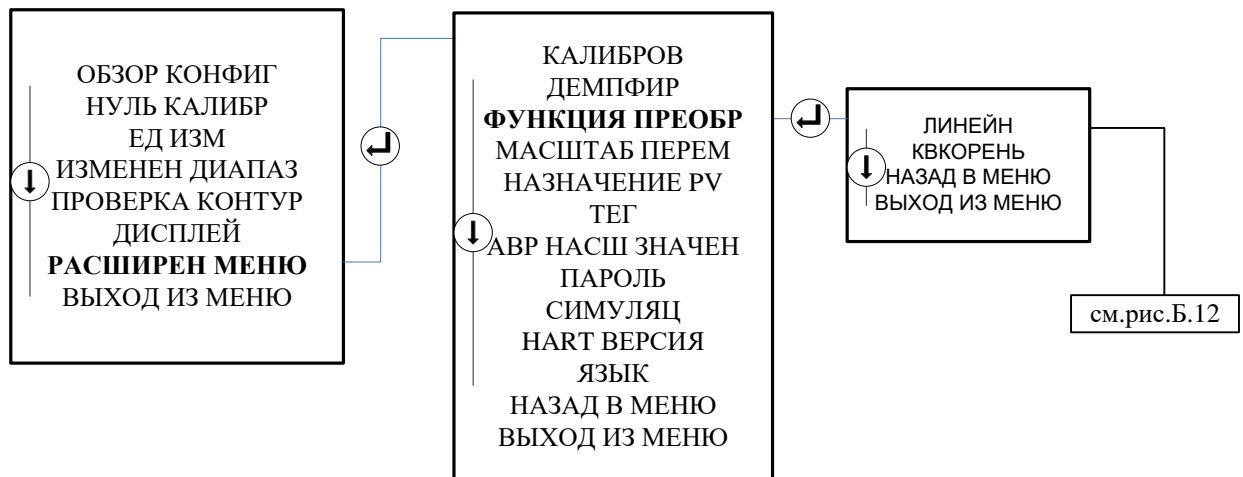 ОБЗОР КОНФИГ
НУЛЬ КАЛИБР
ЕД ИЗМ
ИЗМЕНЕН ДИАПАЗ
ПРОВЕРКА КОНТУР
ДИСПЛЕЙ
РАСШИРЕН МЕНЮ
ВЫХОД ИЗ МЕНЮ
КАЛИБРОВ
ДЕМПФИР
ФУНКЦИЯ ПРЕОБР
МАСШТАБ ПЕРЕМ
НАЗНАЧЕНИЕ PV
ТЕГ
АВР НАСШ ЗНАЧЕН
ПАРОЛЬ
СИМУЛЯЦ
HART ВЕРСИЯ
ЯЗЫК
НАЗАД В МЕНЮ
ВЫХОД ИЗ МЕНЮ
ЛИНЕЙН
КВКОРЕНЬ
НАЗАД В МЕНЮ
ВЫХОД ИЗ МЕНЮ
см.рис.Б.12